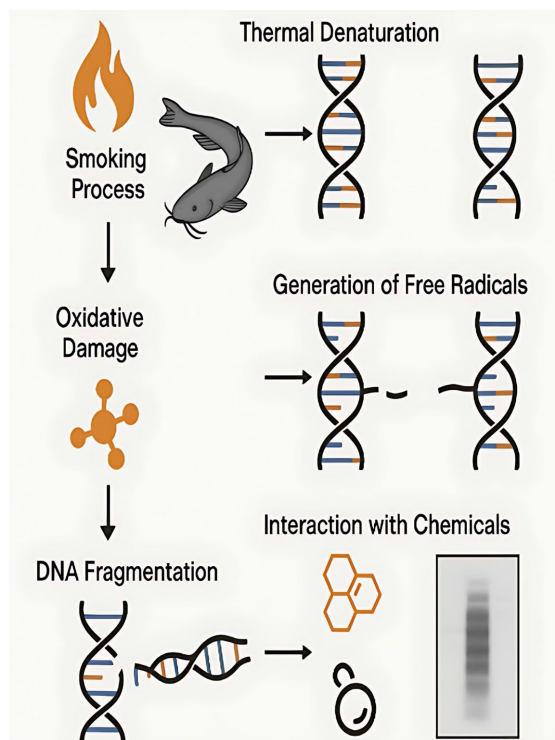 Thermal Denaturation
Smoking
Process
Generation of Free Radicals
Oxidative
Damage
Interaction with Chemicals
DNA Fragmentation